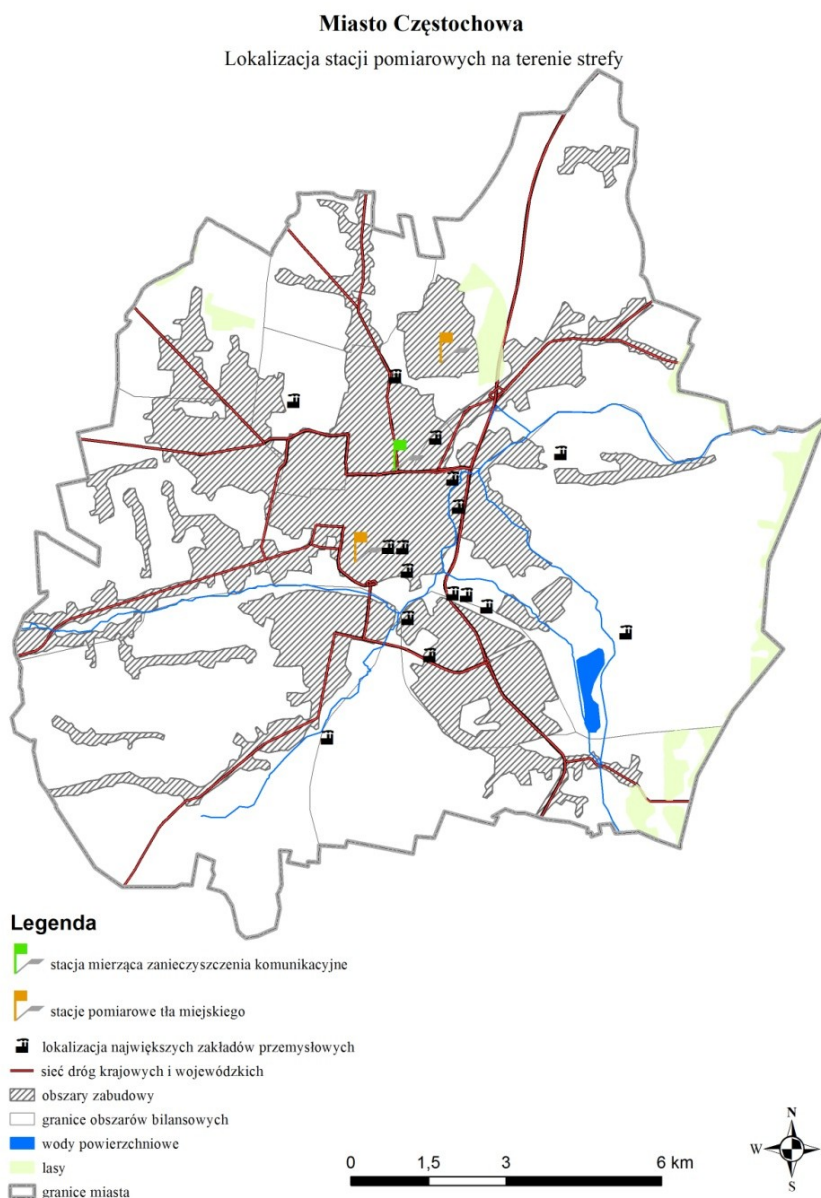 Miasto Częstochowa
Lokalizacja stacji pomiarowych na terenie strefy
Legenda
stacja mierząca zanieczyszczenia komunikacyjne
stacje pomiarowe tła miejskiego
lokalizacja największych zakładów przemysłowych
sieć dróg krajowych i wojewódzkich
obszary zabudowy
granice obszarów bilansowych
wody powierzchniowe
lasy
granice miasta
0 1,5 3 6 km
N
W E
S